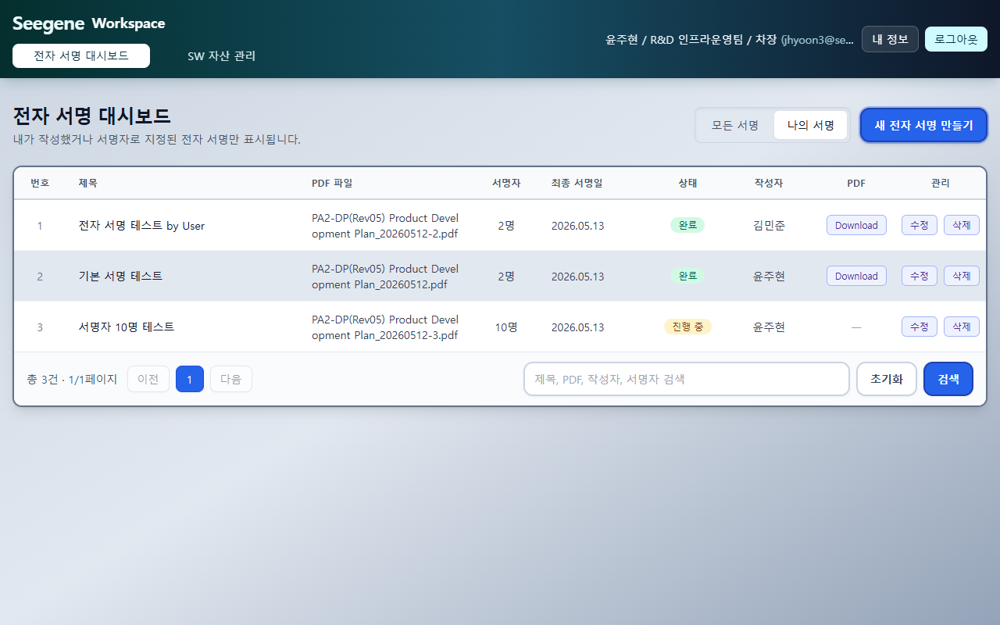 Seegene Workspace
전자 서명 대시보드
SW 자산 관리
윤주현 / R&D 인프라운영팀 / 차장 (jhyoon3@se...
내 정보
로그아웃
전자 서명 대시보드
내가 작성했거나 서명자로 지정된 전자 서명만 표시됩니다.
모든 서명
나의 서명
새 전자 서명 만들기
번호 제목 PDF 파일 서명자 최종 서명일 상태 작성자 PDF 관리
1 전자 서명 테스트 by User PA2-DP(Rev05) Product Devel
opment Plan_20260512-2.pdf 2명 2026.05.13 완료 김민준 Download 수정 삭제
2 기본 서명 테스트 PA2-DP(Rev05) Product Devel
opment Plan_20260512.pdf 2명 2026.05.13 완료 윤주현 Download 수정 삭제
3 서명자 10명 테스트 PA2-DP(Rev05) Product Devel
opment Plan_20260512-3.pdf 10명 2026.05.13 진행 중 윤주현 — 수정 삭제
총 3건 · 1/1페이지 이전 1 다음 제목, PDF, 작성자, 서명자 검색 초기화 검색